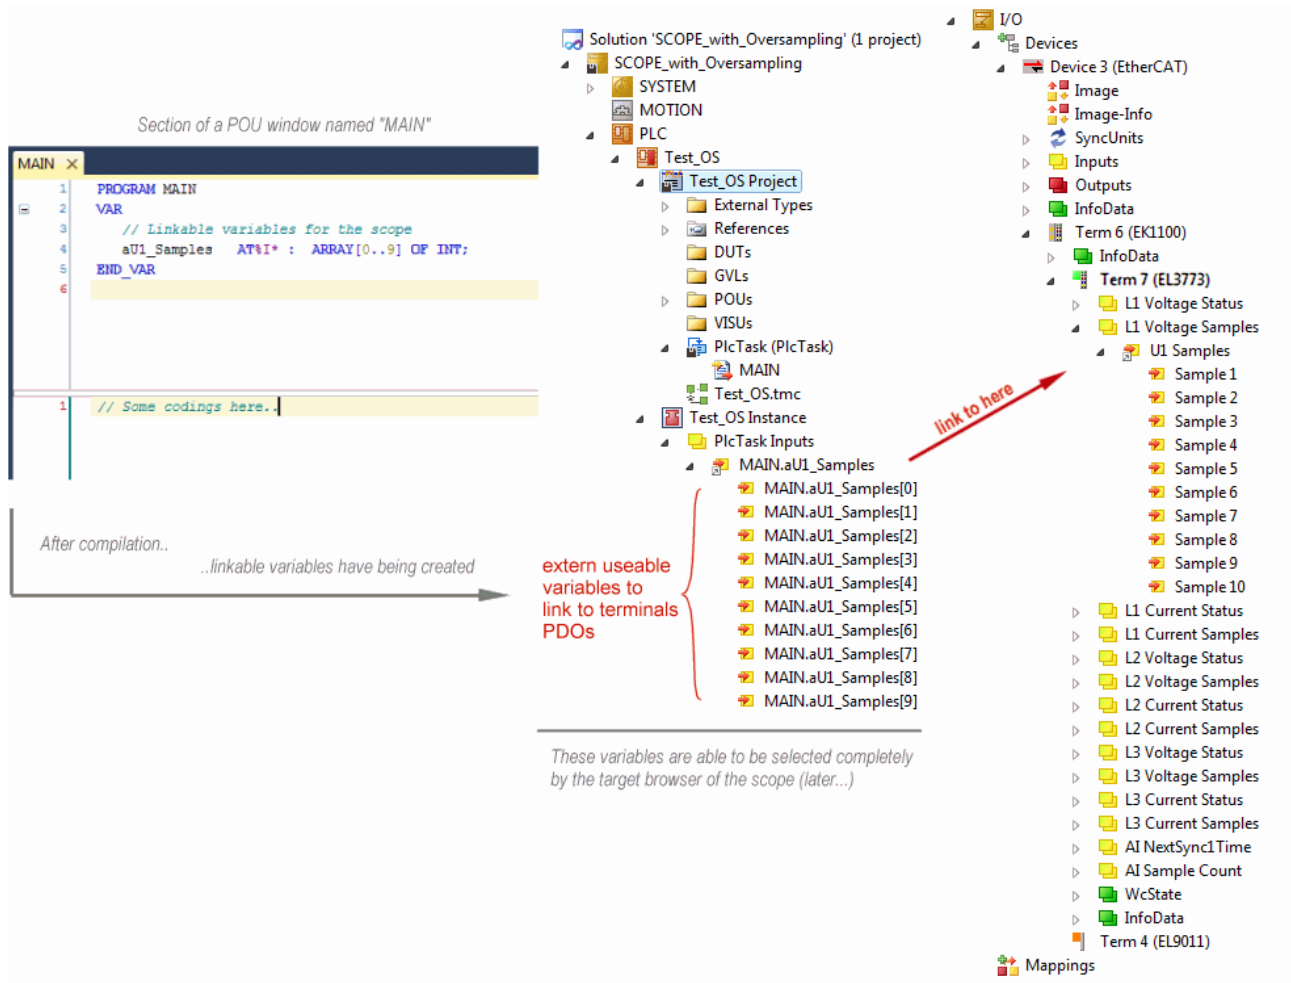 Section of a POU window named "MAIN"
MAIN X
1 PROGRAM MAIN
2 VAR
3 // Linkable variables for the scope
4 aU1_Samples AT%I* : ARRAY[0..9] OF INT;
5 END_VAR
6
1 // Some codings here..
After compilation..
..linkable variables have being created
Solution 'SCOPE_with_Oversampling' (1 project)
SCOPE_with_Oversampling
SYSTEM
MOTION
PLC
Test_OS
Test_OS Project
External Types
References
DUTs
GVLs
POUs
VISUs
PlcTask (PlcTask)
MAIN
Test_OS.tmc
Test_OS Instance
PlcTask Inputs
MAIN.aU1_Samples
MAIN.aU1_Samples[0]
MAIN.aU1_Samples[1]
MAIN.aU1_Samples[2]
MAIN.aU1_Samples[3]
MAIN.aU1_Samples[4]
MAIN.aU1_Samples[5]
MAIN.aU1_Samples[6]
MAIN.aU1_Samples[7]
MAIN.aU1_Samples[8]
MAIN.aU1_Samples[9]
extern useable
variables to
link to terminals
PDOs
These variables are able to be selected completely
by the target browser of the scope (later...)
link to here
I/O
Devices
Device 3 (EtherCAT)
Image
Image-Info
SyncUnits
Inputs
Outputs
InfoData
Term 6 (EK1100)
InfoData
Term 7 (EL3773)
L1 Voltage Status
L1 Voltage Samples
U1 Samples
Sample 1
Sample 2
Sample 3
Sample 4
Sample 5
Sample 6
Sample 7
Sample 8
Sample 9
Sample 10
L1 Current Status
L1 Current Samples
L2 Voltage Status
L2 Voltage Samples
L2 Current Status
L2 Current Samples
L3 Voltage Status
L3 Voltage Samples
L3 Current Status
L3 Current Samples
AI NextSync1Time
AI Sample Count
WcState
InfoData
Term 4 (EL9011)
Mappings